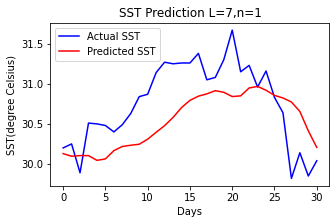 SST Prediction L=7,n=1
Actual SST
Predicted SST
SST(degree Celsius)
31.5
31.0
30.5
30.0
0 5 10 15 20 25 30
Days